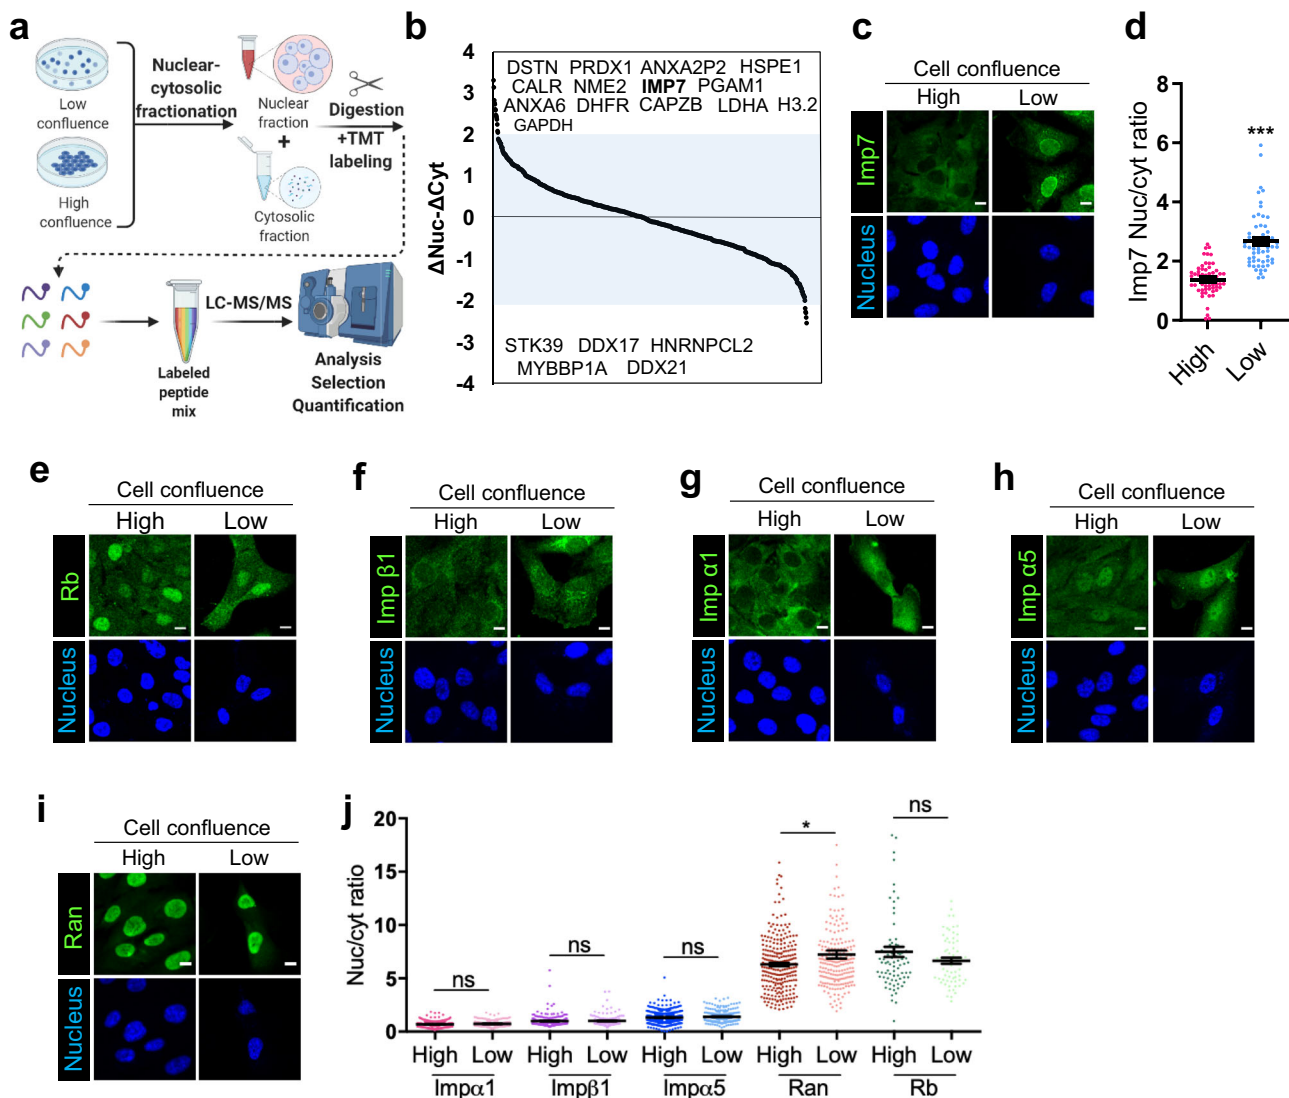 a
Low
confluence
High
confluence
Nuclear-
cytosolic
fractionation
Nuclear
fraction
+
Cytosolic
fraction
Digestion
+TMT
labeling
Labeled
peptide
mix
LC-MS/MS
Analysis
Selection
Quantification
b
ΔNuc-ΔCyt
4
3
2
1
0
-1
-2
-3
-4
DSTN PRDX1 ANXA2P2 HSPE1
CALR NME2 IMP7 PGAM1
ANXA6 DHFR CAPZB LDHA H3.2
GAPDH
STK39 DDX17 HNRNPCL2
MYBBP1A DDX21
c
Cell confluence
High Low
Imp7
Nucleus
d
Imp7 Nuc/cyt ratio
8
6
4
2
0
***
High Low
e
Cell confluence
High Low
Rb
Nucleus
f
Cell confluence
High Low
Imp β1
Nucleus
g
Cell confluence
High Low
Imp α1
Nucleus
h
Cell confluence
High Low
Imp α5
Nucleus
i
Cell confluence
High Low
Ran
Nucleus
j
Nuc/cyt ratio
20
15
10
5
0
ns ns ns * ns
High Low High Low High Low High Low High Low
Impα1 Impβ1 Impα5 Ran Rb